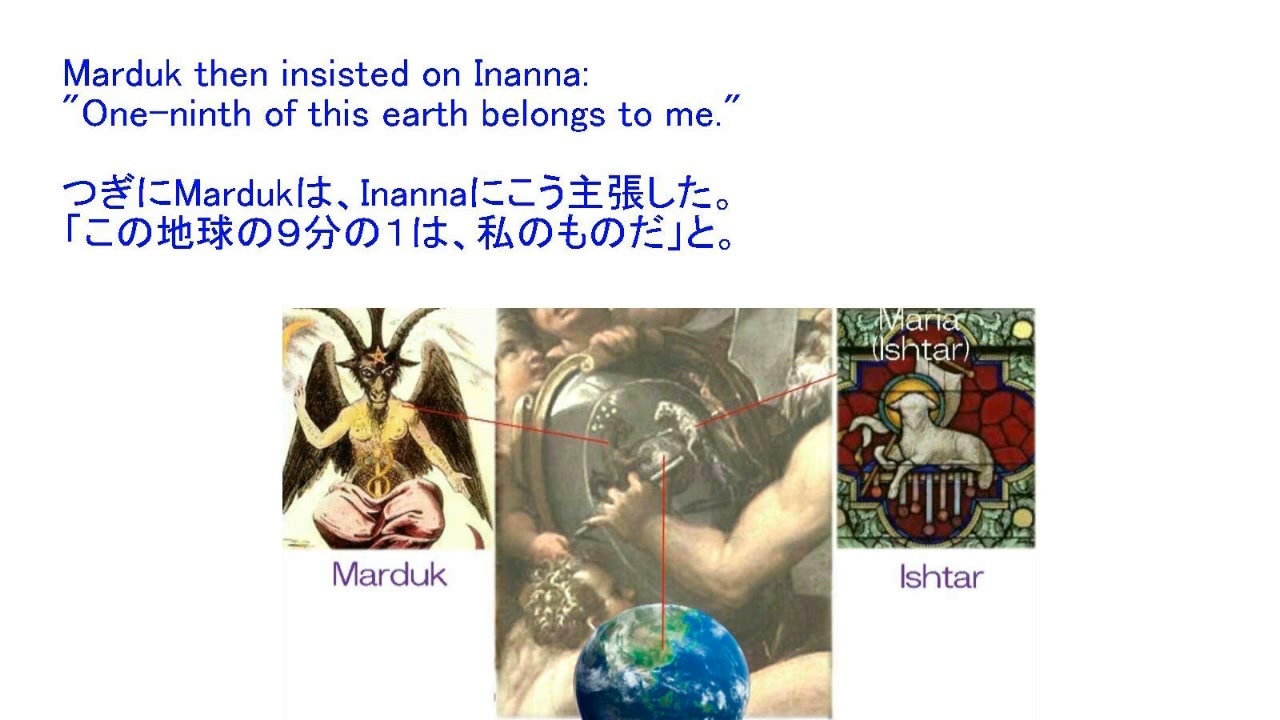 Marduk then insisted on Inanna:
"One-ninth of this earth belongs to me."
つぎにMardukは、Inannaにこう主張した。
「この地球の９分の１は、私のものだ」と。
Maria
(Ishtar)
Marduk
Ishtar